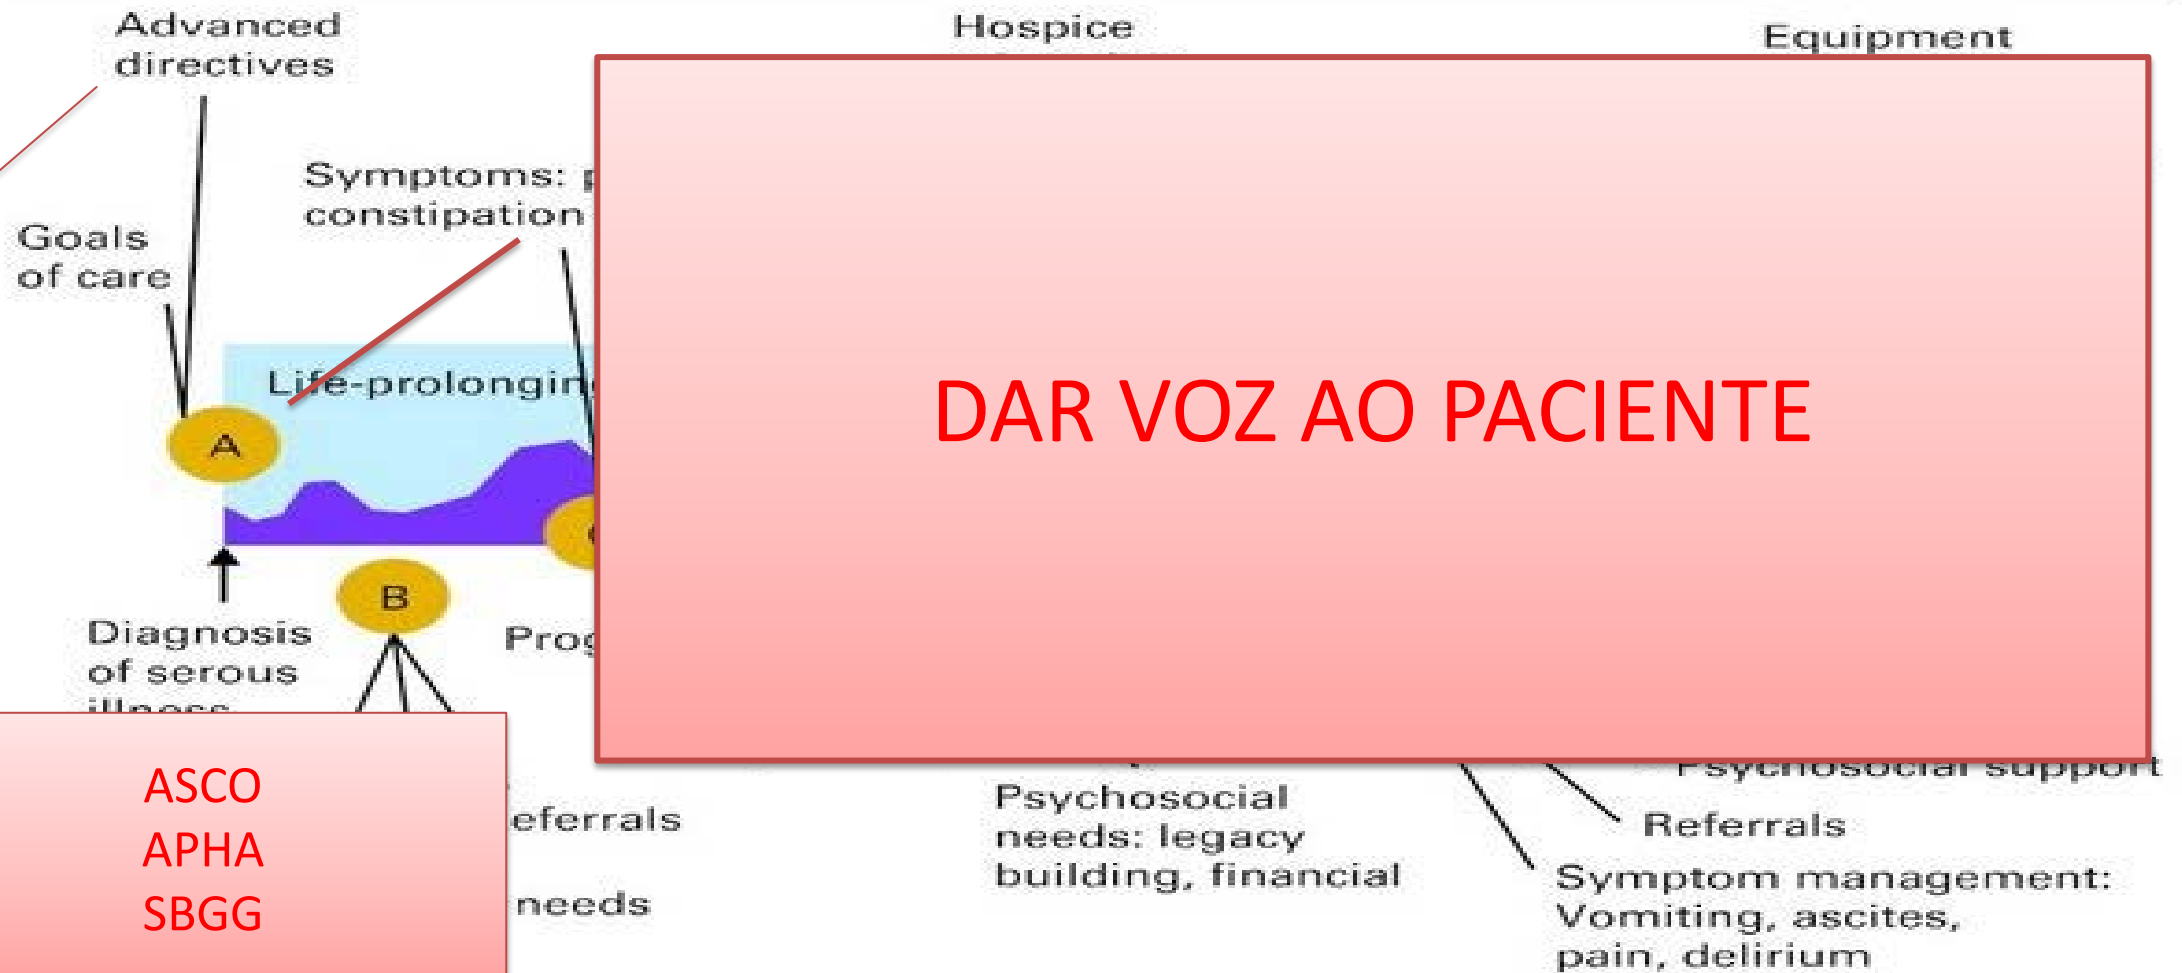 Advanced
directives
Hospice
Equipment
Symptoms:
constipation
Goals
of care
Life-prolongin
DAR VOZ AO PACIENTE
A
B
Diagnosis
of serous
illness
Prog
ASCO
APHA
SBGG
eferrals
needs
Psychosocial
needs: legacy
building, financial
Psychosocial support
Referrals
Symptom management:
Vomiting, ascites,
pain, delirium